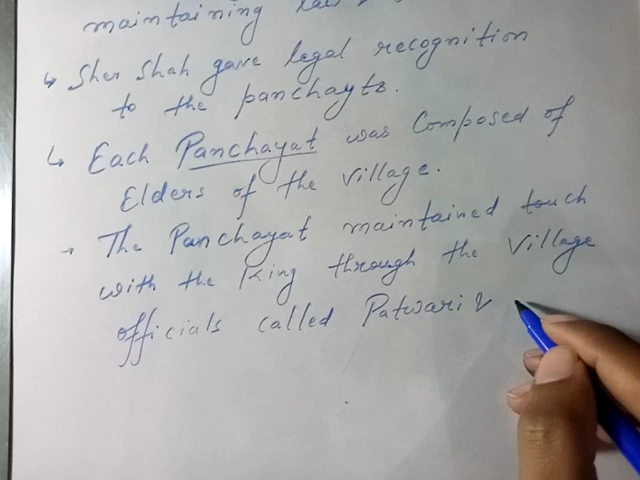 maintaining law
↳ Sher Shah gave legal recognition
to the panchayts.
↳ Each Panchayat was Composed of
Elders of the village.
→ The Panchayat maintained touch
with the King through the Village
officials called Patwari &